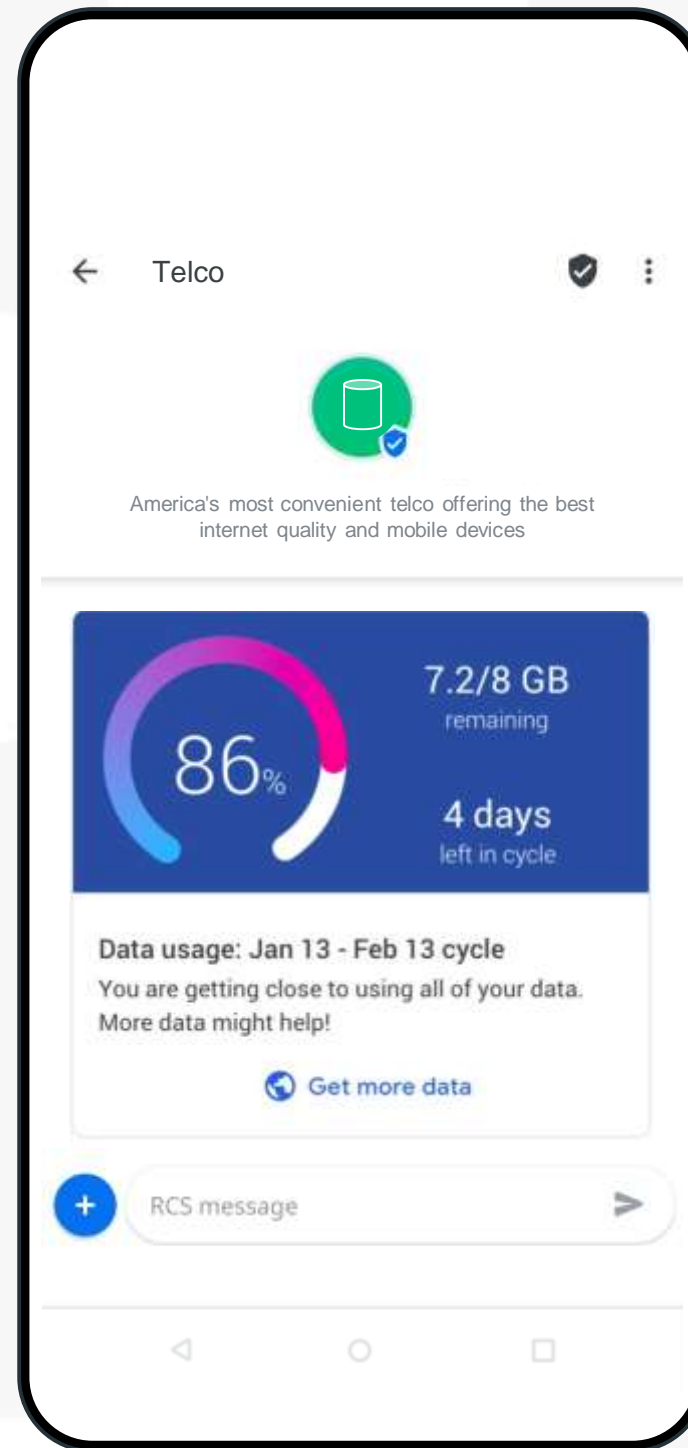 Telco
America's most convenient telco offering the best
internet quality and mobile devices
86%
7.2/8 GB
remaining
4 days
left in cycle
Data usage: Jan 13 - Feb 13 cycle
You are getting close to using all of your data.
More data might help!
Get more data
RCS message